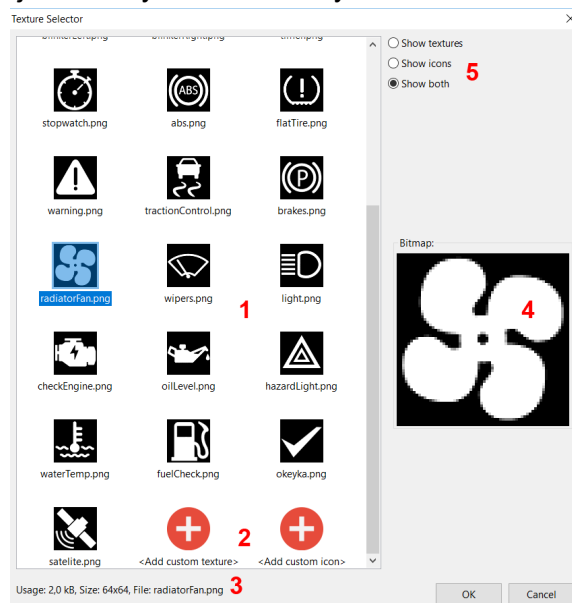 Texture Selector
Show textures
Show icons
5
Show both
stopwatch.png
ABS
abs.png
flatTire.png
warning.png
tractionControl.png
P
brakes.png
Bitmap:
radiatorFan.png
wipers.png
light.png
1
4
checkEngine.png
oilLevel.png
hazardLight.png
waterTemp.png
fuelCheck.png
okeyka.png
2
satelite.png
<Add custom texture>
<Add custom icon>
Usage: 2,0 kB, Size: 64x64, File: radiatorFan.png
3
OK
Cancel